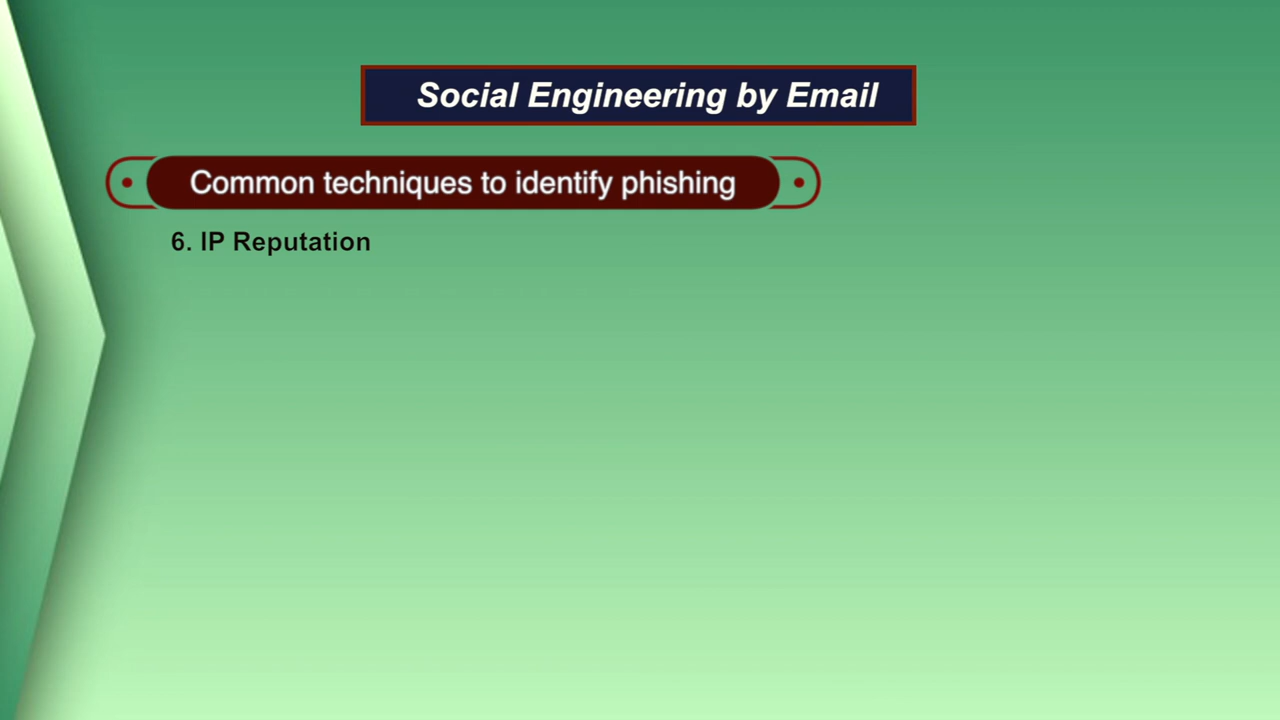 Social Engineering by Email
Common techniques to identify phishing
6. IP Reputation